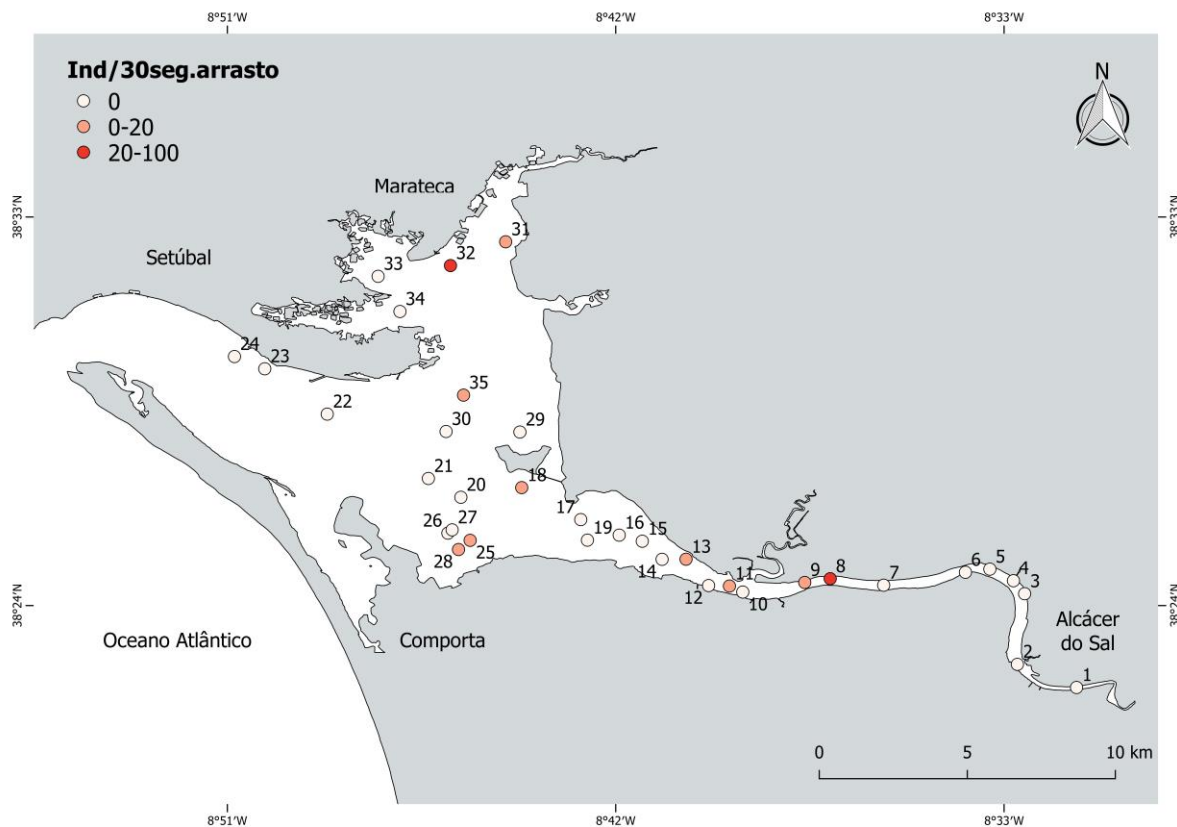 8°51'W 8°42'W 8°33'W
Ind/30seg.arrasto
0
0-20
20-100
N
Marateca
38°33'N
38°33'N
31
Setúbal
32
33
34
24
23
35
22
30
29
21
18
20
17
26
27
16
19
15
25
28
13
14
8
9
6
5
4
11
7
3
12
10
38°24'N
38°24'N
Oceano Atlântico
Comporta
Alcácer
do Sal
2
1
0 5 10 km
8°51'W 8°42'W 8°33'W